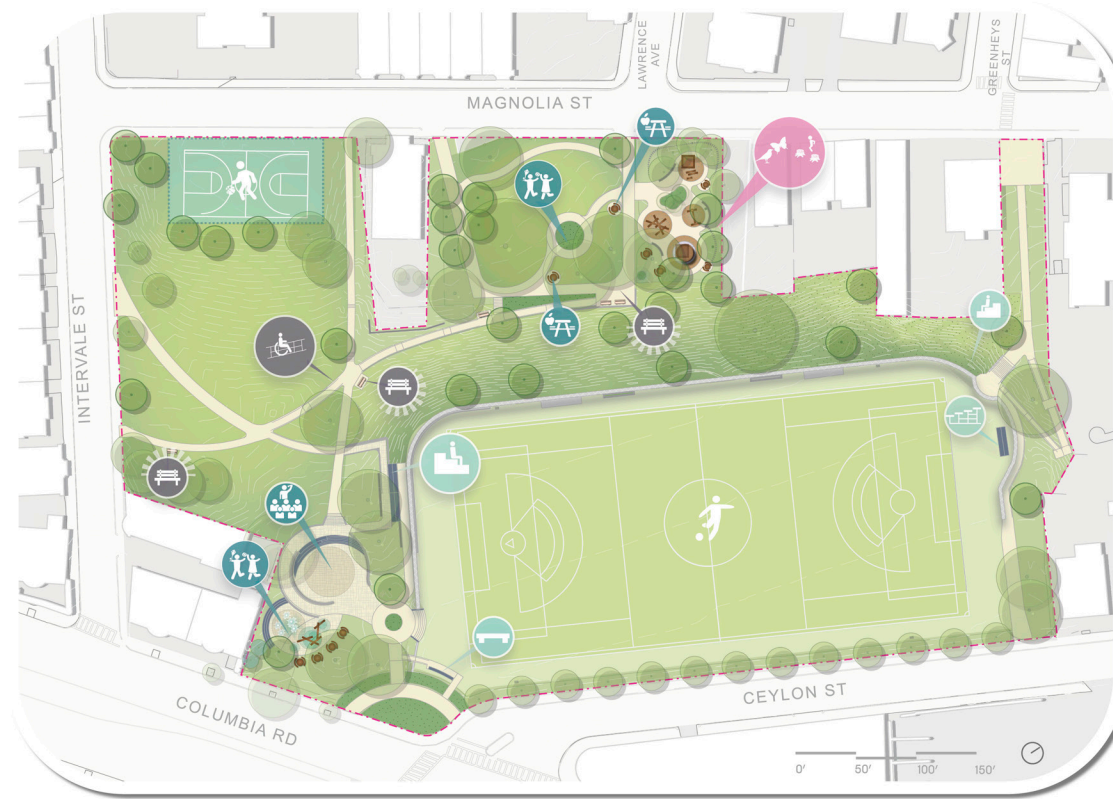 LAWRENCE
AVE
GREENHEYS
ST
MAGNOLIA ST
INTERVALE ST
COLUMBIA RD
CEYLON ST
0' 50' 100' 150'